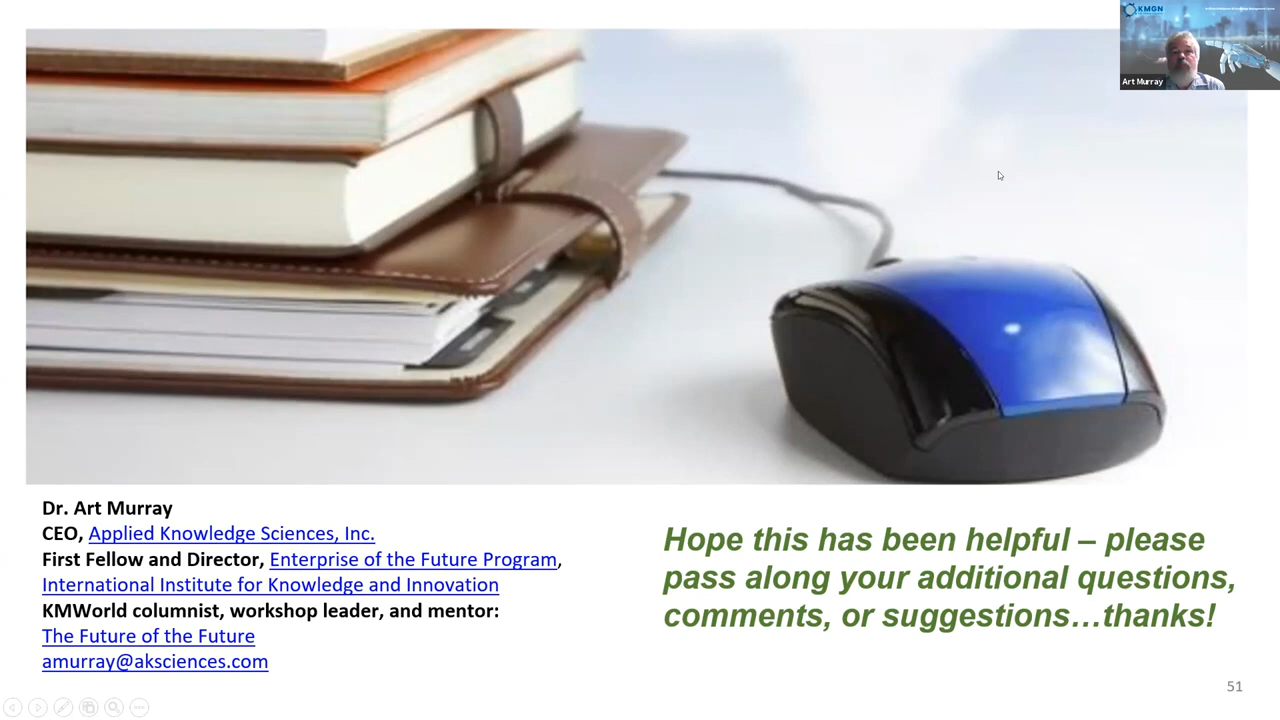 KMGN
Art Murray
Dr. Art Murray
CEO, Applied Knowledge Sciences, Inc.
First Fellow and Director, Enterprise of the Future Program,
International Institute for Knowledge and Innovation
KMWorld columnist, workshop leader, and mentor:
The Future of the Future
amurray@aksciences.com
Hope this has been helpful – please
pass along your additional questions,
comments, or suggestions…thanks!
51